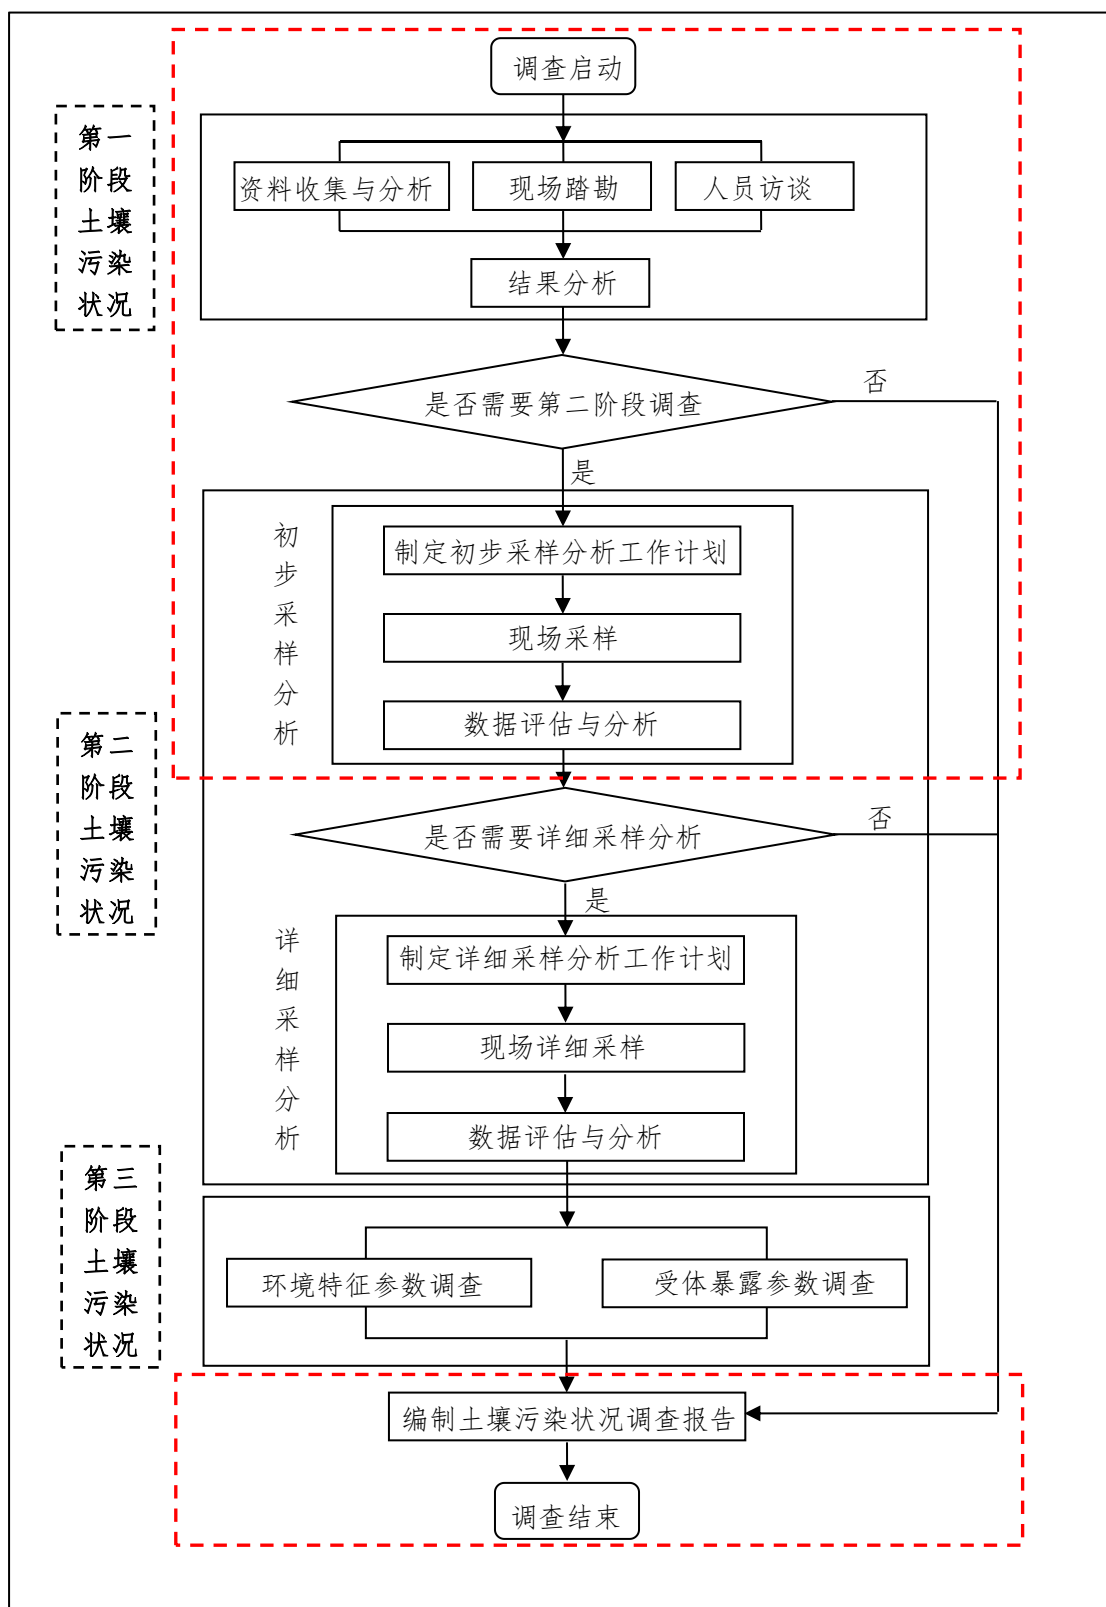 调查启动
第一
阶段
土壤
污染
状况
资料收集与分析
现场踏勘
人员访谈
结果分析
是否需要第二阶段调查
否
是
初
步
采
样
分
析
制定初步采样分析工作计划
现场采样
数据评估与分析
第二
阶段
土壤
污染
状况
是否需要详细采样分析
否
是
详
细
采
样
分
析
制定详细采样分析工作计划
现场详细采样
数据评估与分析
第三
阶段
土壤
污染
状况
环境特征参数调查
受体暴露参数调查
编制土壤污染状况调查报告
调查结束